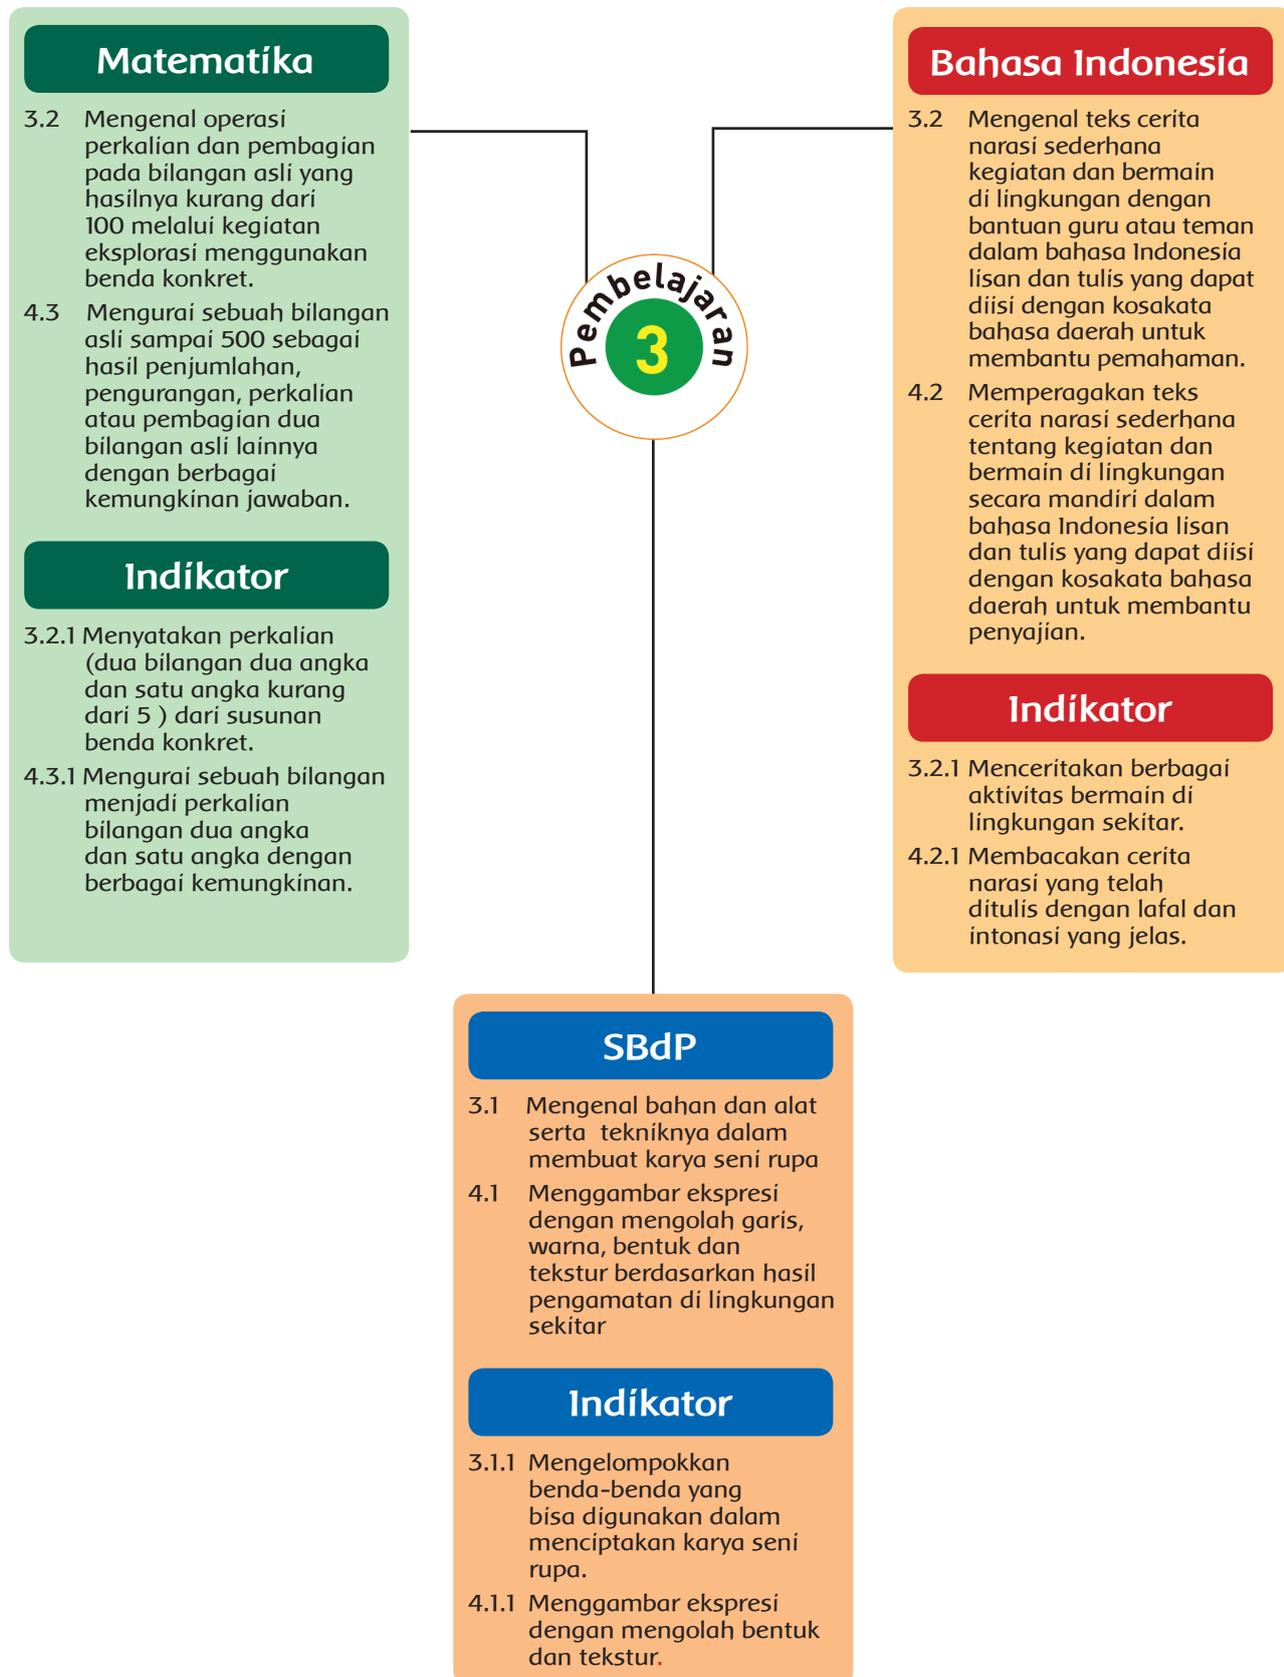 Matematika
3.2 Mengenal operasi
perkalian dan pembagian
pada bilangan asli yang
hasilnya kurang dari
100 melalui kegiatan
eksplorasi menggunakan
benda konkret.
4.3 Mengurai sebuah bilangan
asli sampai 500 sebagai
hasil penjumlahan,
pengurangan, perkalian
atau pembagian dua
bilangan asli lainnya
dengan berbagai
kemungkinan jawaban.
Indikator
3.2.1 Menyatakan perkalian
(dua bilangan dua angka
dan satu angka kurang
dari 5 ) dari susunan
benda konkret.
4.3.1 Mengurai sebuah bilangan
menjadi perkalian
bilangan dua angka
dan satu angka dengan
berbagai kemungkinan.
Pembelajaran
3
Bahasa Indonesia
3.2 Mengenal teks cerita
narasi sederhana
kegiatan dan bermain
di lingkungan dengan
bantuan guru atau teman
dalam bahasa Indonesia
lisan dan tulis yang dapat
diisi dengan kosakata
bahasa daerah untuk
membantu pemahaman.
4.2 Memperagakan teks
cerita narasi sederhana
tentang kegiatan dan
bermain di lingkungan
secara mandiri dalam
bahasa Indonesia lisan
dan tulis yang dapat diisi
dengan kosakata bahasa
daerah untuk membantu
penyajian.
Indikator
3.2.1 Menceritakan berbagai
aktivitas bermain di
lingkungan sekitar.
4.2.1 Membacakan cerita
narasi yang telah
ditulis dengan lafal dan
intonasi yang jelas.
SBdP
3.1 Mengenal bahan dan alat
serta tekniknya dalam
membuat karya seni rupa
4.1 Menggambar ekspresi
dengan mengolah garis,
warna, bentuk dan
tekstur berdasarkan hasil
pengamatan di lingkungan
sekitar
Indikator
3.1.1 Mengelompokkan
benda-benda yang
bisa digunakan dalam
menciptakan karya seni
rupa.
4.1.1 Menggambar ekspresi
dengan mengolah bentuk
dan tekstur.